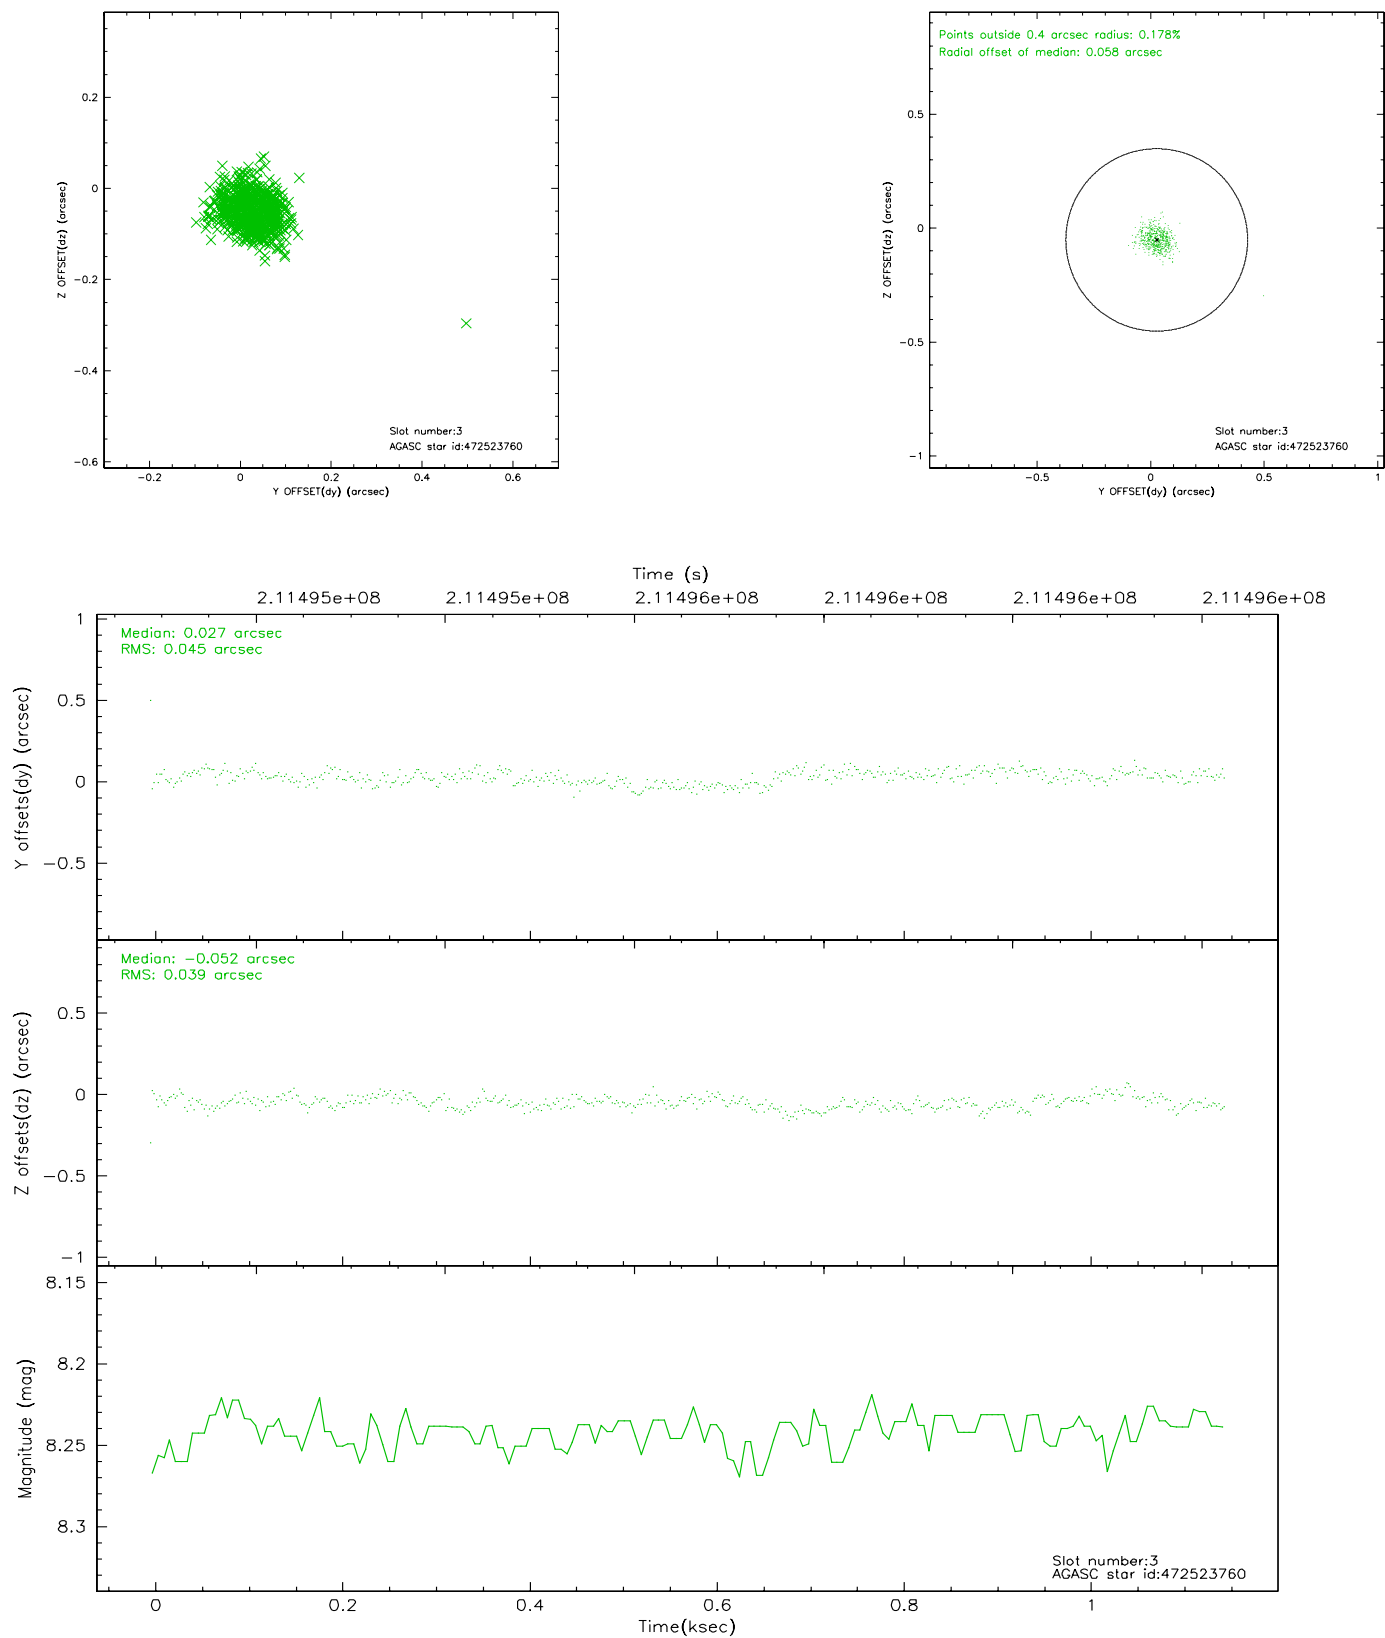 0.2
0
−0.2
−0.4
−0.6
Z OFFSET(dz) (arcsec)
−0.2
0
0.2
0.4
0.6
Y OFFSET(dy) (arcsec)
Slot number:3
AGASC star id:472523760
Points outside 0.4 arcsec radius: 0.178%
Radial offset of median: 0.058 arcsec
0.5
0
−0.5
−1
Z OFFSET(dz) (arcsec)
−0.5
0
0.5
1
Y OFFSET(dy) (arcsec)
Slot number:3
AGASC star id:472523760
Time (s)
2.11495e+08
2.11495e+08
2.11496e+08
2.11496e+08
2.11496e+08
2.11496e+08
Median: 0.027 arcsec
RMS: 0.045 arcsec
1
0.5
0
−0.5
Y offsets(dy) (arcsec)
Median: −0.052 arcsec
RMS: 0.039 arcsec
0.5
0
−0.5
−1
Z offsets(dz) (arcsec)
8.15
8.2
8.25
8.3
Magnitude (mag)
Slot number:3
AGASC star id:472523760
0
0.2
0.4
0.6
0.8
1
Time(ksec)